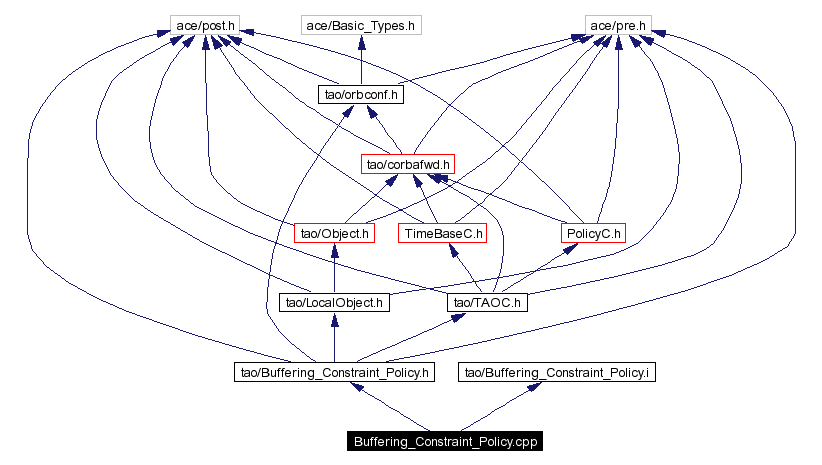 ace/post.h
ace/Basic_Types.h
ace/pre.h
tao/orbconf.h
tao/corbafwd.h
tao/Object.h
TimeBaseC.h
PolicyC.h
tao/LocalObject.h
tao/TAOC.h
tao/Buffering_Constraint_Policy.h
tao/Buffering_Constraint_Policy.i
Buffering_Constraint_Policy.cpp